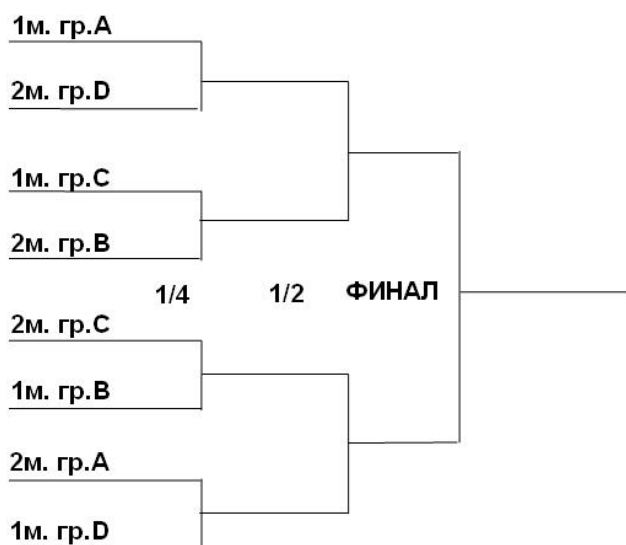 1м. гр.A
2м. гр.D
1м. гр.C
2м. гр.B
1/4 1/2 ФИНАЛ
2м. гр.C
1м. гр.B
2м. гр.A
1м. гр.D